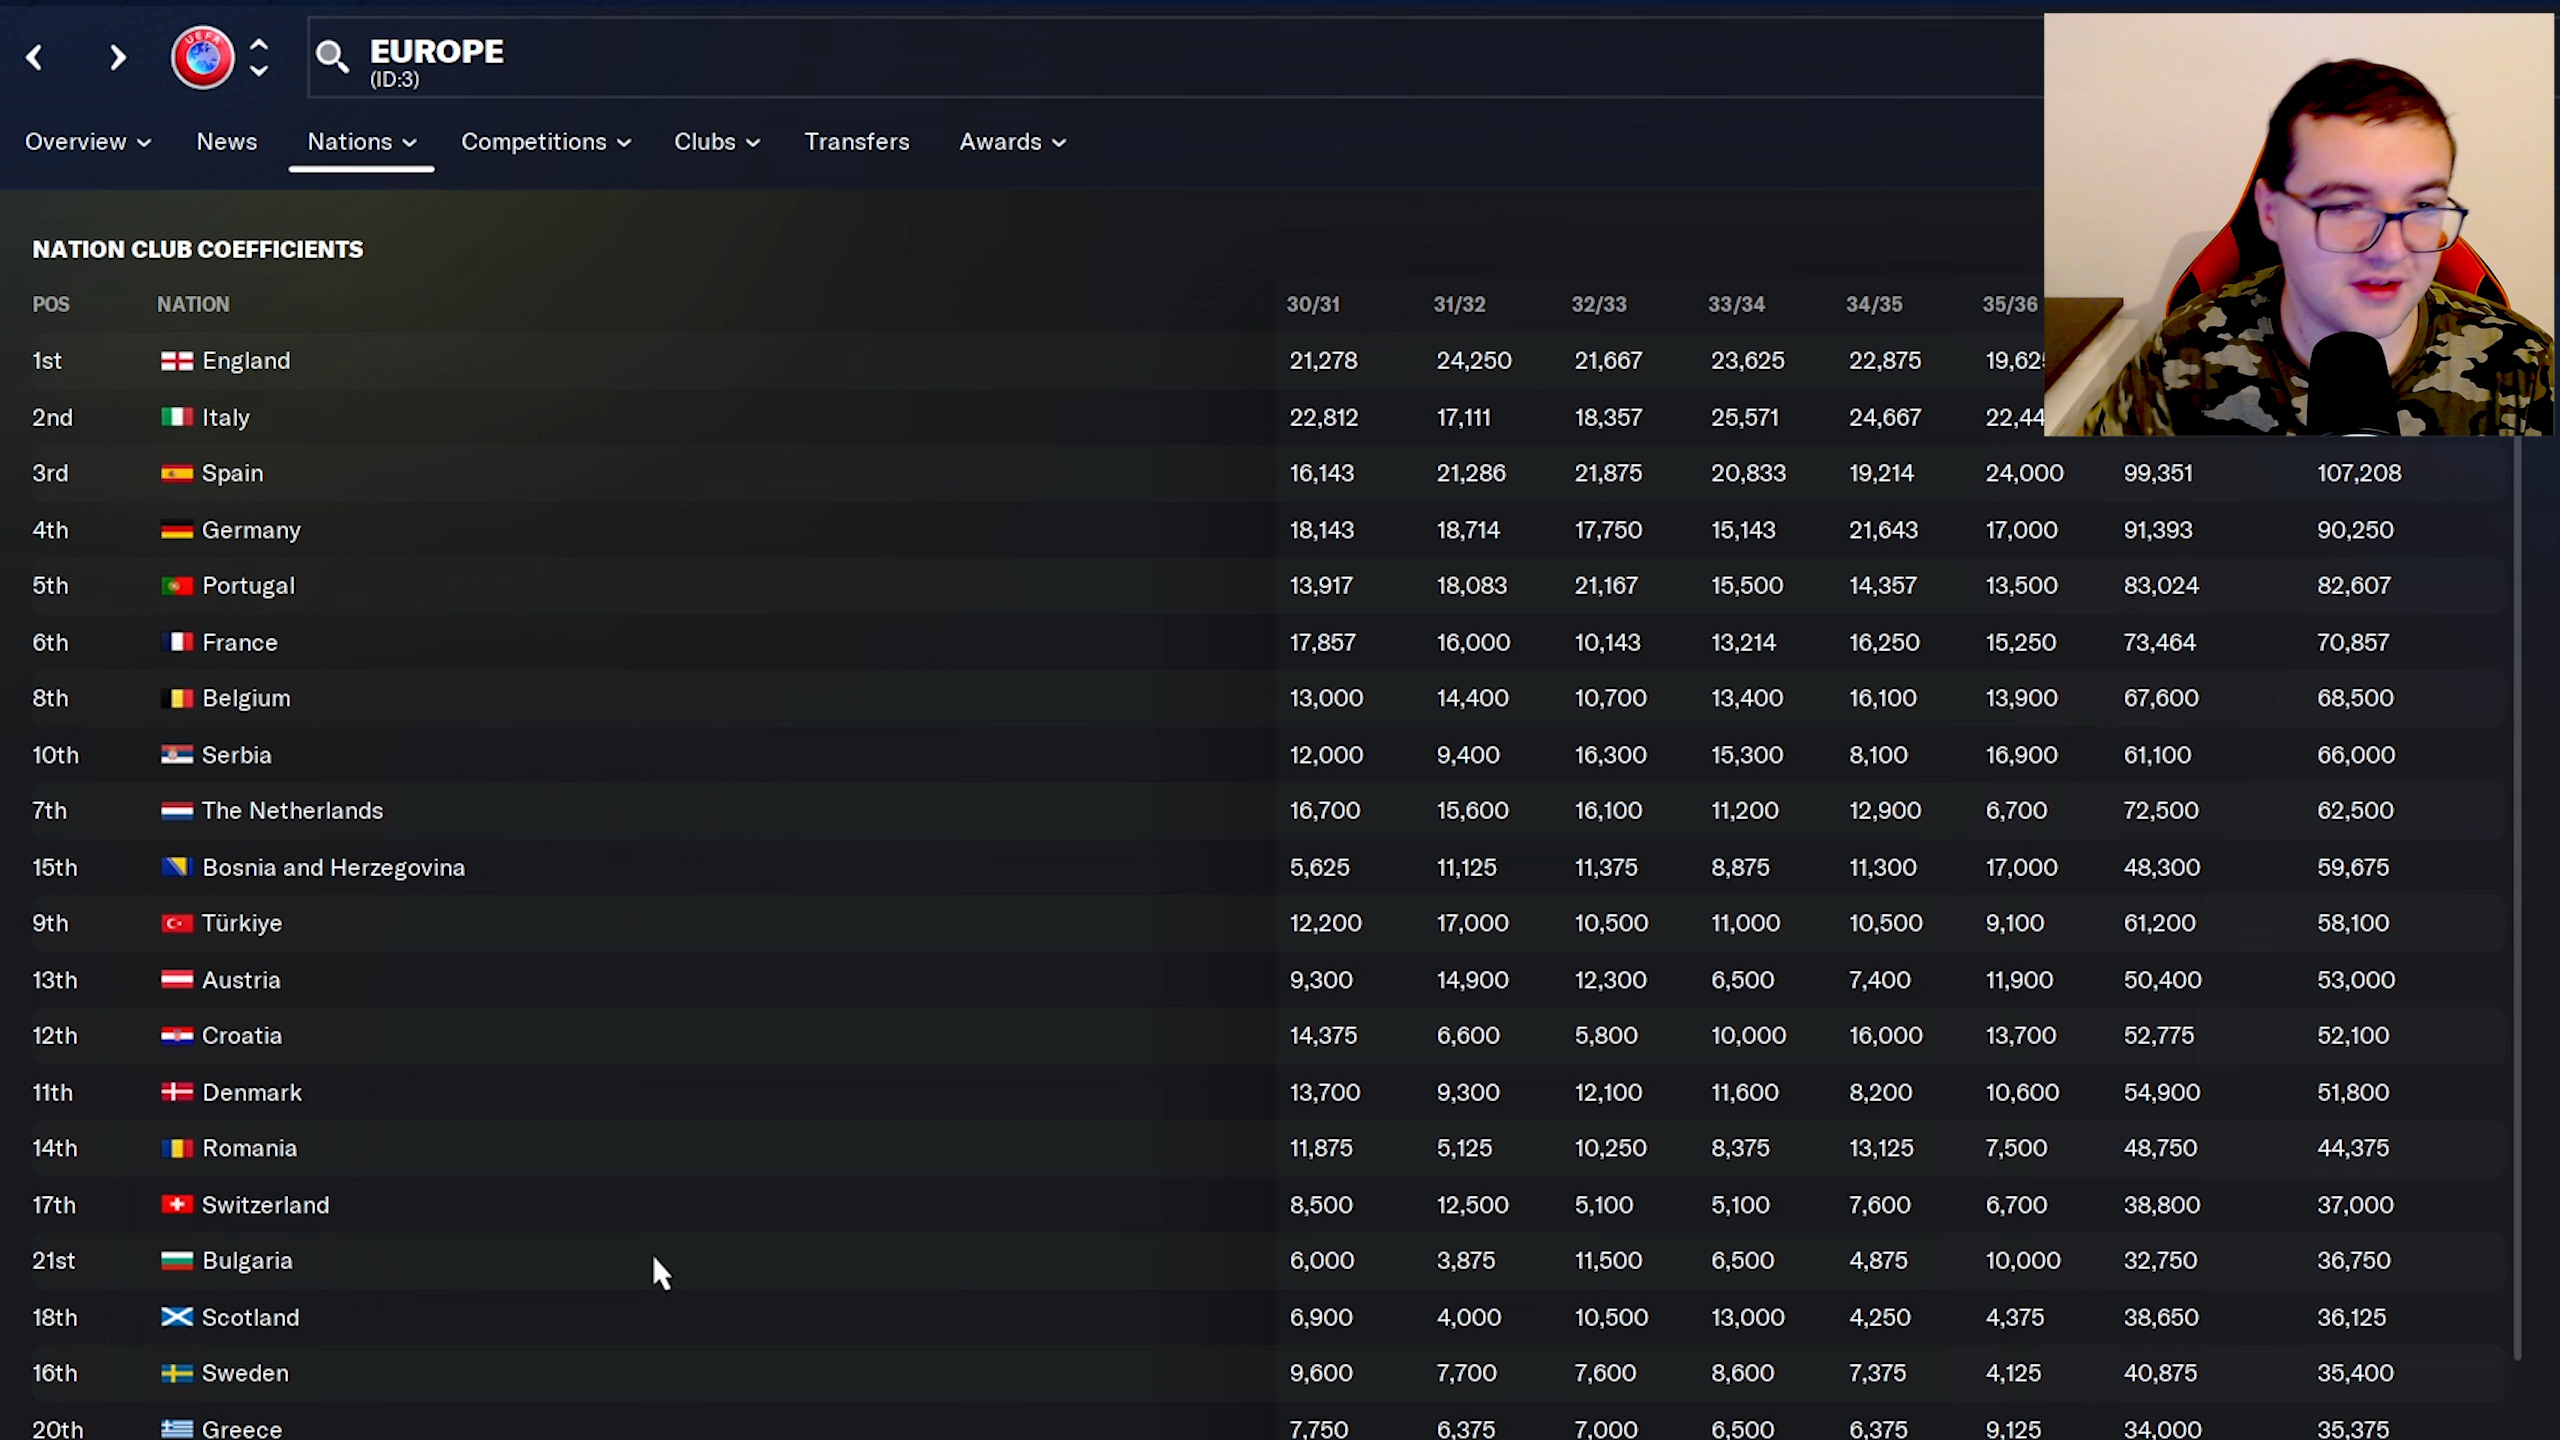 UEFA
EUROPE
(ID:3)
Overview News Nations Competitions Clubs Transfers Awards
NATION CLUB COEFFICIENTS
POS NATION 30/31 31/32 32/33 33/34 34/35 35/36
1st England 21,278 24,250 21,667 23,625 22,875
2nd Italy 22,812 17,111 18,357 25,571 24,667
3rd Spain 16,143 21,286 21,875 20,833 19,214 24,000 99,351 107,208
4th Germany 18,143 18,714 17,750 15,143 21,643 17,000 91,393 90,250
5th Portugal 13,917 18,083 21,167 15,500 14,357 13,500 83,024 82,607
6th France 17,857 16,000 10,143 13,214 16,250 15,250 73,464 70,857
8th Belgium 13,000 14,400 10,700 13,400 16,100 13,900 67,600 68,500
10th Serbia 12,000 9,400 16,300 15,300 8,100 16,900 61,100 66,000
7th The Netherlands 16,700 15,600 16,100 11,200 12,900 6,700 72,500 62,500
15th Bosnia and Herzegovina 5,625 11,125 11,375 8,875 11,300 17,000 48,300 59,675
9th Türkiye 12,200 17,000 10,500 11,000 10,500 9,100 61,200 58,100
13th Austria 9,300 14,900 12,300 6,500 7,400 11,900 50,400 53,000
12th Croatia 14,375 6,600 5,800 10,000 16,000 13,700 52,775 52,100
11th Denmark 13,700 9,300 12,100 11,600 8,200 10,600 54,900 51,800
14th Romania 11,875 5,125 10,250 8,375 13,125 7,500 48,750 44,375
17th Switzerland 8,500 12,500 5,100 5,100 7,600 6,700 38,800 37,000
21st Bulgaria 6,000 3,875 11,500 6,500 4,875 10,000 32,750 36,750
18th Scotland 6,900 4,000 10,500 13,000 4,250 4,375 38,650 36,125
16th Sweden 9,600 7,700 7,600 8,600 7,375 4,125 40,875 35,400
20th Greece 7,750 6,375 7,000 6,500 6,375 9,125 34,000 35,375